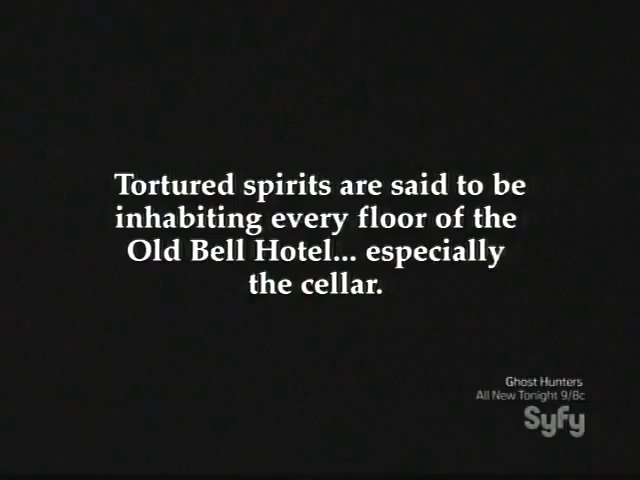 Tortured spirits are said to be
inhabiting every floor of the
Old Bell Hotel... especially
the cellar.
Ghost Hunters
All New Tonight 9/8c
Syfy